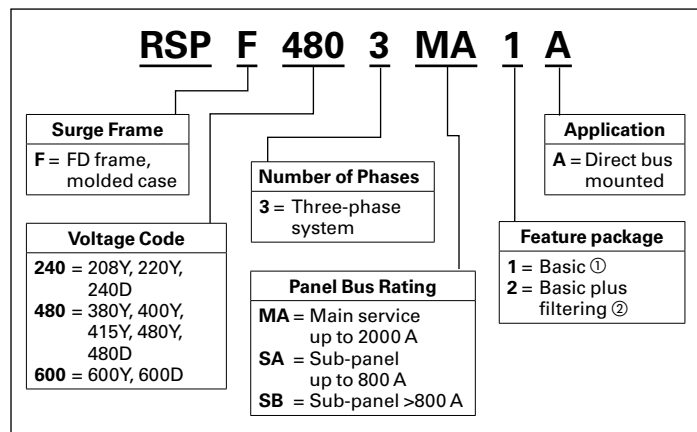 RSP F 480 3 MA 1 A
Surge Frame
F = FD frame,
molded case
Voltage Code
240 = 208Y, 220Y,
240D
480 = 380Y, 400Y,
415Y, 480Y,
480D
600 = 600Y, 600D
Number of Phases
3 = Three-phase
system
Panel Bus Rating
MA = Main service
up to 2000 A
SA = Sub-panel
up to 800 A
SB = Sub-panel >800 A
Application
A = Direct bus
mounted
Feature package
1 = Basic ①
2 = Basic plus
filtering ②